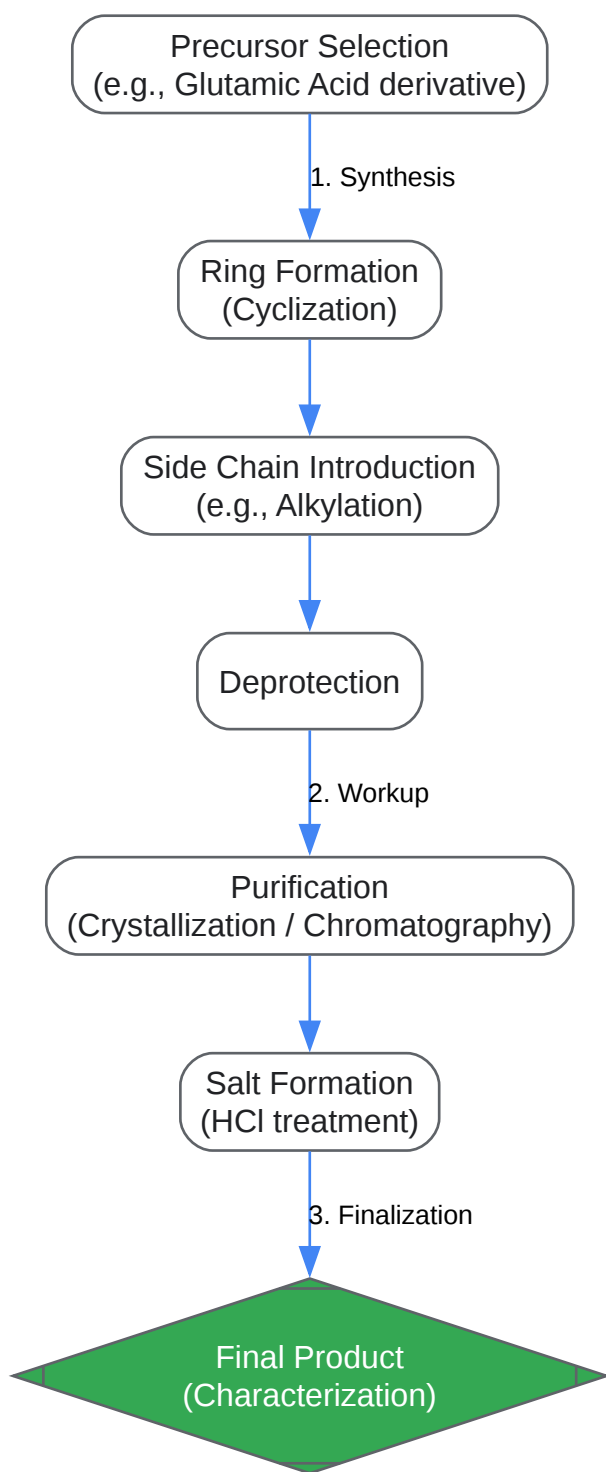 Precursor Selection
(e.g., Glutamic Acid derivative)
1. Synthesis
Ring Formation
(Cyclization)
Side Chain Introduction
(e.g., Alkylation)
Deprotection
2. Workup
Purification
(Crystallization / Chromatography)
Salt Formation
(HCl treatment)
3. Finalization
Final Product
(Characterization)